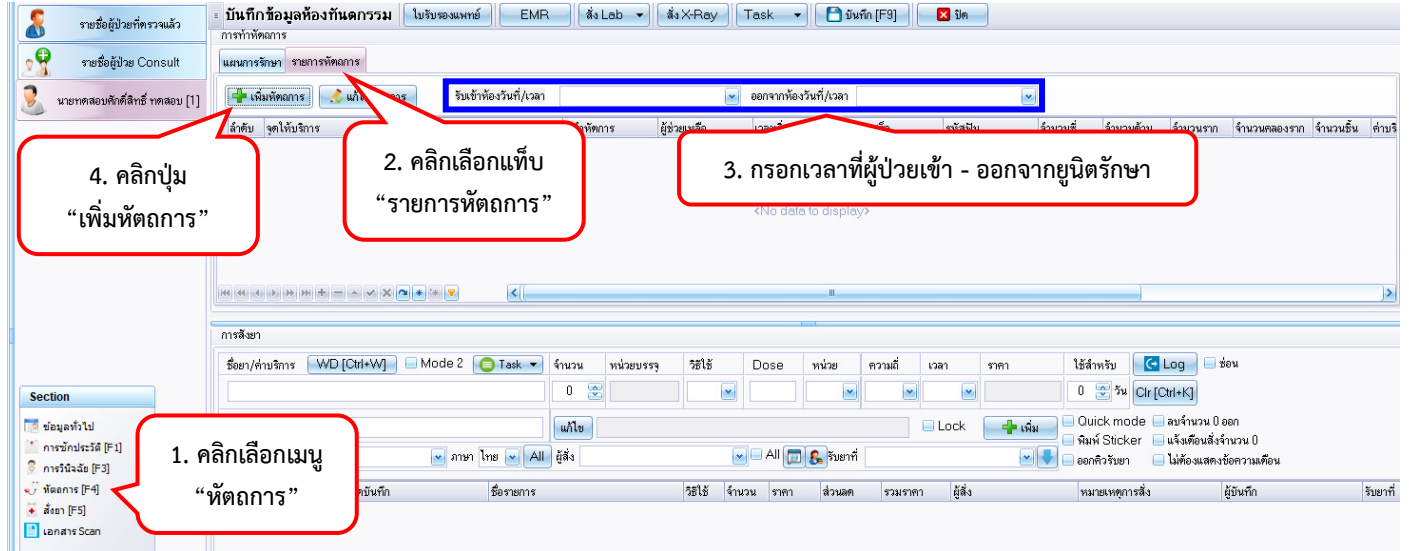 รายชื่อผู้ป่วยที่ตรวจแล้ว
รายชื่อผู้ป่วย Consult
นายทดสอบศักดิ์สิทธิ์ ทดสอบ [1]
บันทึกข้อมูลห้องทันตกรรม ใบรับรองแพทย์ EMR สั่ง Lab สั่ง X-Ray Task บันทึก [F9] ปิด
การทำหัตถการ
แผนการรักษา รายการหัตถการ
เพิ่มหัตถการ รับเข้าห้องวันที่/เวลา ออกจากห้องวันที่/เวลา
ลำดับ จุดให้บริการ ผู้ช่วยเหลือ รหัสฟัน จำนวนซี่ จำนวนด้าน จำนวนราก จำนวนคลองราก จำนวนชิ้น
4. คลิกปุ่ม
“เพิ่มหัตถการ”
2. คลิกเลือกแท็บ
“รายการหัตถการ”
3. กรอกเวลาที่ผู้ป่วยเข้า - ออกจากยูนิตรักษา
<No data to display>
การสั่งยา
ชื่อยา/ค่าบริการ WD [Ctrl+W] Mode 2 Task จำนวน หน่วยบรรจุ วิธีใช้ Dose หน่วย ความถี่ เวลา ราคา ใช้สำหรับ Log ซ่อน
0 0 วัน Clr [Ctrl+K]
แก้ไข Lock เพิ่ม Quick mode ลบจำนวน 0 ออก
พิมพ์ Sticker แจ้งเตือนสั่งจำนวน 0
ภาษา ไทย All ผู้สั่ง All รับยาที่ ออกคิวรับยา ไม่ต้องแสดงข้อความเตือน
ชื่อรายการ วิธีใช้ จำนวน ราคา ส่วนลด รวมราคา ผู้สั่ง หมายเหตุการสั่ง ผู้บันทึก รับยาที่
Section
ข้อมูลทั่วไป
การซักประวัติ [F1]
การวินิจฉัย [F3]
หัตถการ [F4]
สั่งยา [F5]
เอกสาร Scan
1. คลิกเลือกเมนู
“หัตถการ”